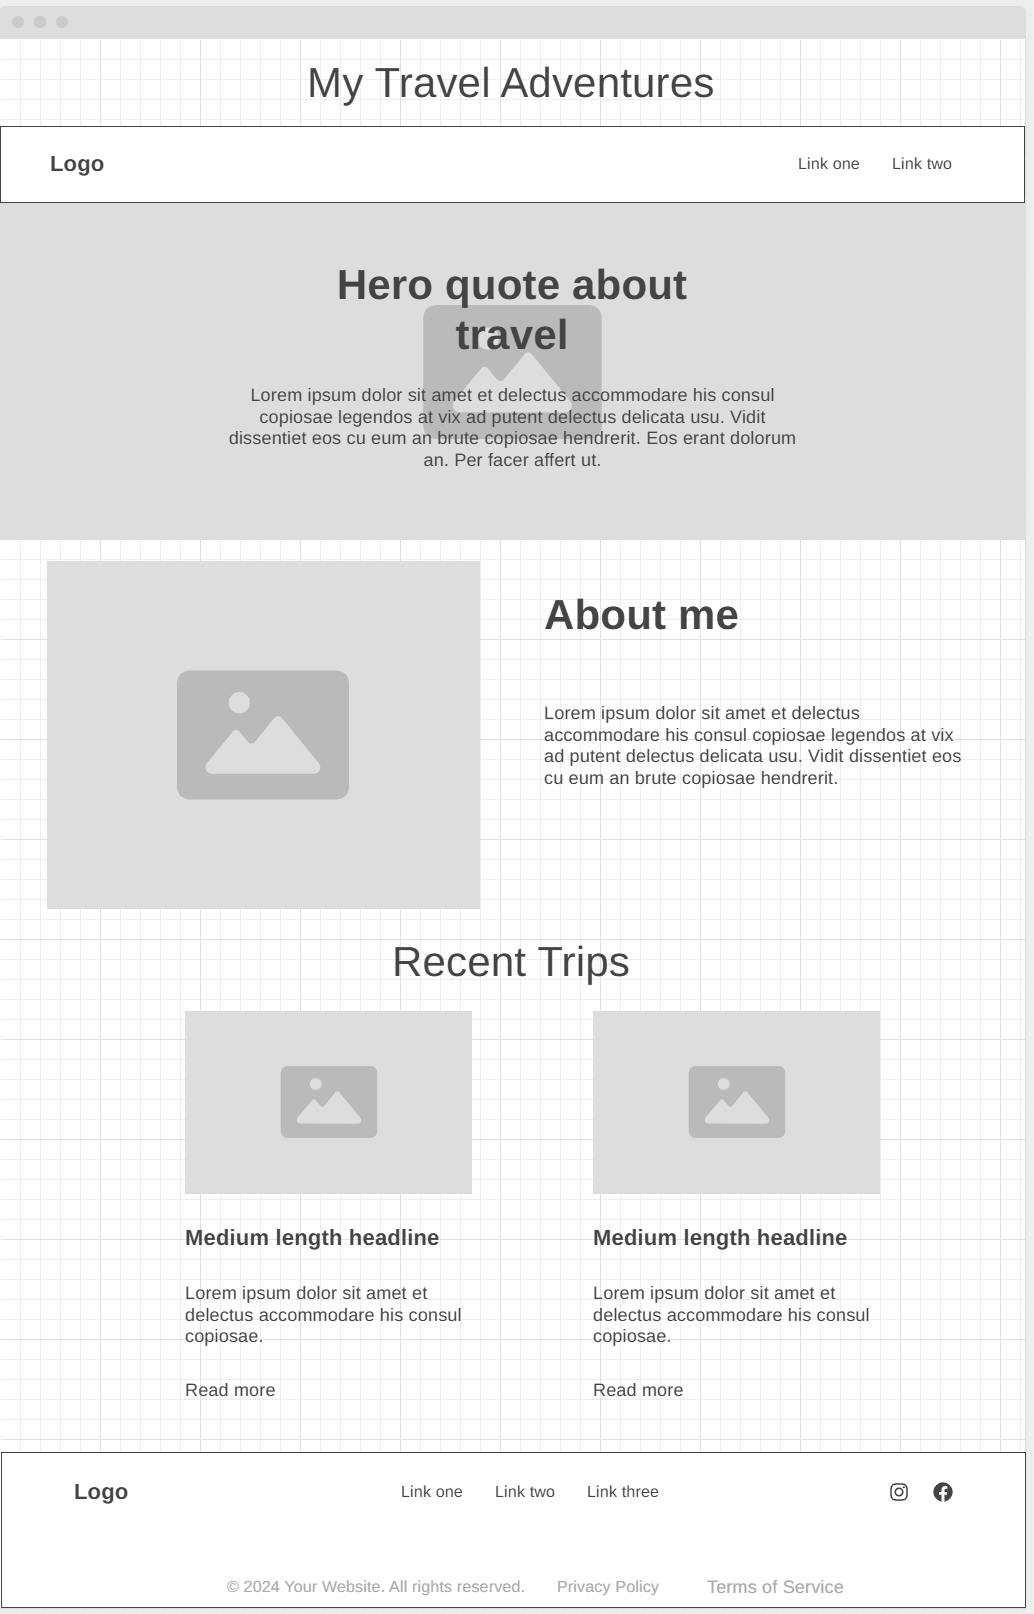 My Travel Adventures
Logo
Link one Link two
Hero quote about
travel
Lorem ipsum dolor sit amet et delectus accommodare his consul
copiosae legendos at vix ad putent delectus delicata usu. Vidit
dissentiet eos cu eum an brute copiosae hendrerit. Eos erant dolorum
an. Per facer affert ut.
About me
Lorem ipsum dolor sit amet et delectus
accommodare his consul copiosae legendos at vix
ad putent delectus delicata usu. Vidit dissentiet eos
cu eum an brute copiosae hendrerit.
Recent Trips
Medium length headline
Lorem ipsum dolor sit amet et
delectus accommodare his consul
copiosae.
Read more
Medium length headline
Lorem ipsum dolor sit amet et
delectus accommodare his consul
copiosae.
Read more
Logo
Link one Link two Link three
© 2024 Your Website. All rights reserved. Privacy Policy Terms of Service